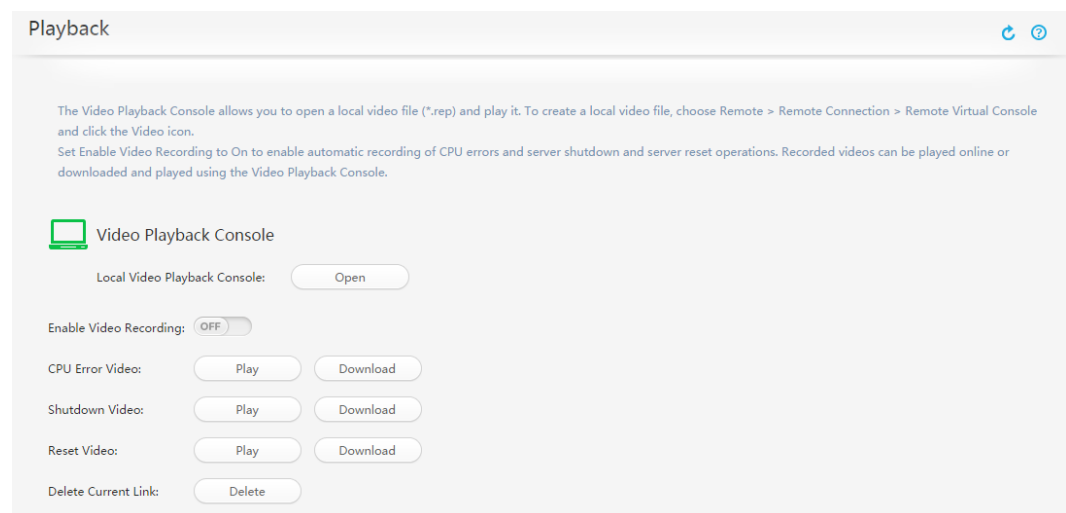 Playback
The Video Playback Console allows you to open a local video file (*.rep) and play it. To create a local video file, choose Remote > Remote Connection > Remote Virtual Console
and click the Video icon.
Set Enable Video Recording to On to enable automatic recording of CPU errors and server shutdown and server reset operations. Recorded videos can be played online or
downloaded and played using the Video Playback Console.
Video Playback Console
Local Video Playback Console: Open
Enable Video Recording: OFF
CPU Error Video: Play Download
Shutdown Video: Play Download
Reset Video: Play Download
Delete Current Link: Delete